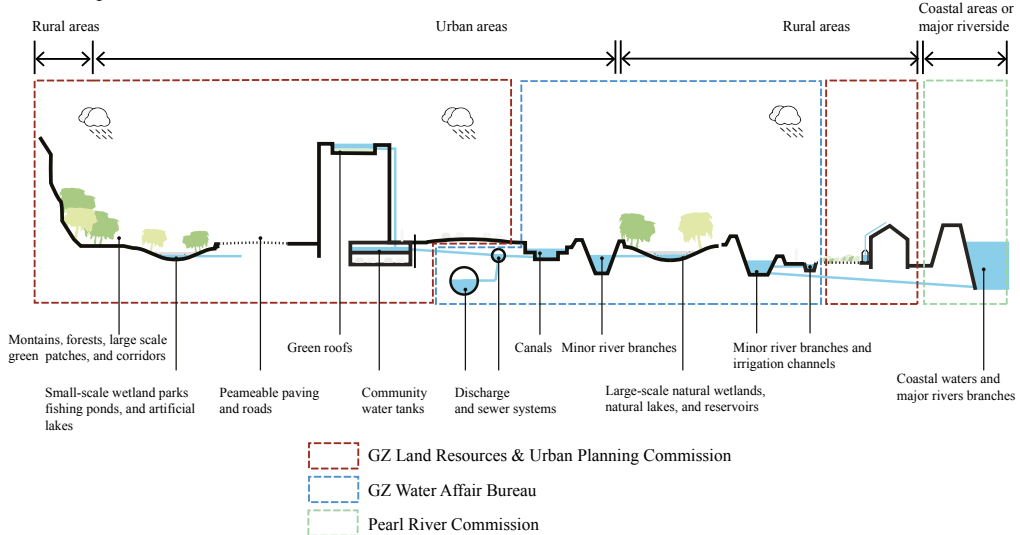 Rural areas
Urban areas
Rural areas
Coastal areas or
major riverside
Montains, forests, large scale
green patches, and corridors
Green roofs
Canals
Minor river branches
Minor river branches and
irrigation channels
Small-scale wetland parks
fishing ponds, and artificial
lakes
Peameable paving
and roads
Community
water tanks
Discharge
and sewer systems
Large-scale natural wetlands,
natural lakes, and reservoirs
Coastal waters and
major rivers branches
GZ Land Resources & Urban Planning Commission
GZ Water Affair Bureau
Pearl River Commission